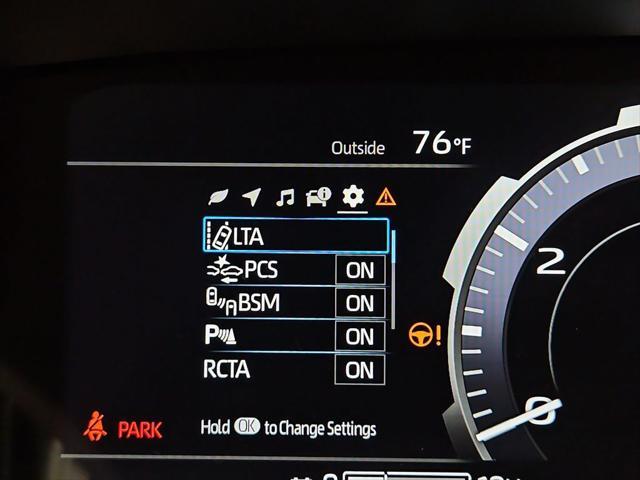 Outside 76°F
LTA
PCS ON
BSM ON
P ON
RCTA ON
2
0
!
PARK
Hold OK to Change Settings